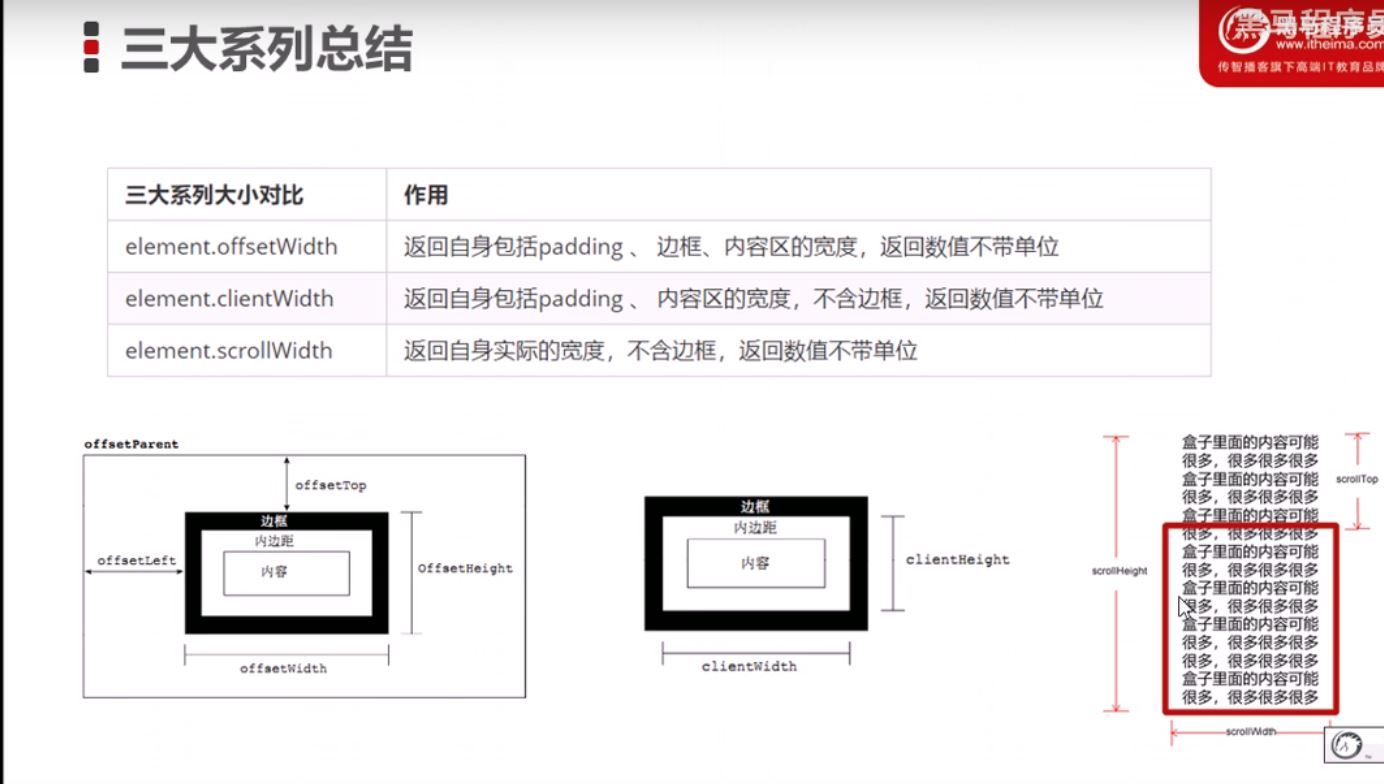 三大系列总结
黑马程序员
www.itheima.com
传智播客旗下高端IT教育品牌
三大系列大小对比 作用
element.offsetWidth 返回自身包括padding 、 边框、内容区的宽度，返回数值不带单位
element.clientWidth 返回自身包括padding 、 内容区的宽度，不含边框，返回数值不带单位
element.scrollWidth 返回自身实际的宽度，不含边框，返回数值不带单位
offsetParent
offsetTop
边框
内边距
内容
offsetLeft
OffsetHeight
offsetWidth
边框
内边距
内容
clientHeight
clientWidth
盒子里面的内容可能
很多，很多很多很多
盒子里面的内容可能
很多，很多很多很多
盒子里面的内容可能
很多，很多很多很多
盒子里面的内容可能
很多，很多很多很多
盒子里面的内容可能
很多，很多很多很多
盒子里面的内容可能
很多，很多很多很多
很多，很多很多很多
盒子里面的内容可能
很多，很多很多很多
scrollTop
scrollHeight
scrollWidth